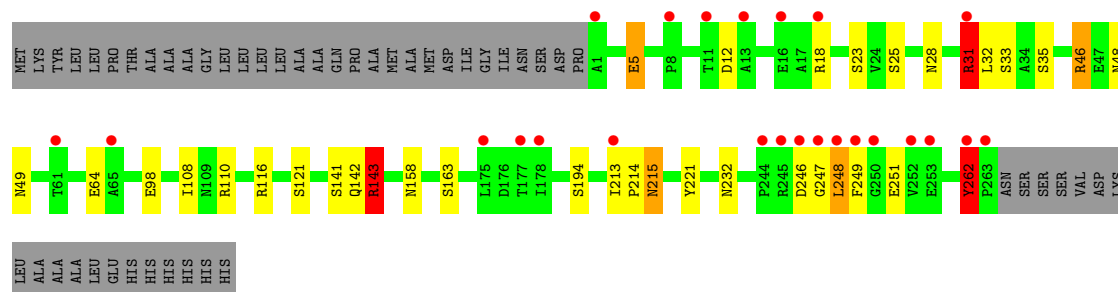 MET LYS TYR LEU LEU PRO THR ALA ALA ALA GLY LEU LEU LEU LEU ALA ALA GLN PRO ALA MET ALA MET ASP ILE GLY ILE ASN SER ASP ASP PRO A1 E5 P8 T11 D12 A13 E16 A17 R18 S23 V24 S25 N28 R31 L32 S33 A34 S35 R46 E47 N48
N49 T61 E64 A65 E98 I108 N109 R110 R116 S121 S141 Q142 R143 N158 S163 L175 D176 T177 I178 S194 I213 P214 N215 Y221 N232 P244 R245 D246 G247 L248 F249 G250 E251 V252 E253 Y262 P263 ASN SER SER SER VAL ASP LYS
LEU ALA ALA ALA LEU GLU HIS HIS HIS HIS HIS HIS